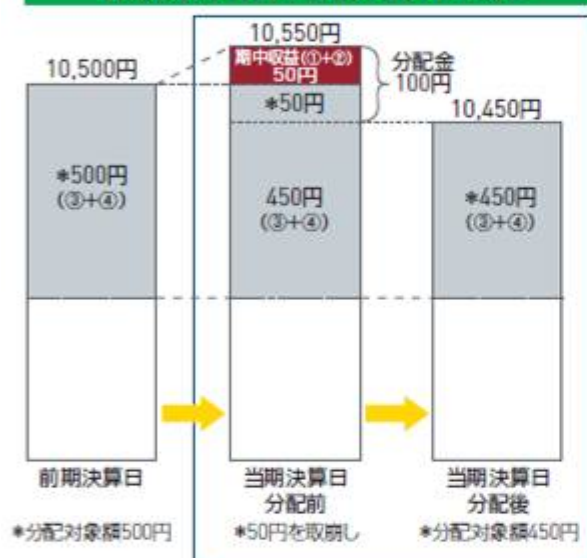 10,550円
期中収益(①+②)
50円
分配金
100円
10,500円
*50円
10,450円
*500円
(③+④)
450円
(③+④)
*450円
(③+④)
前期決算日
当期決算日
分配前
当期決算日
分配後
*分配対象額500円
*50円を取崩し
*分配対象額450円